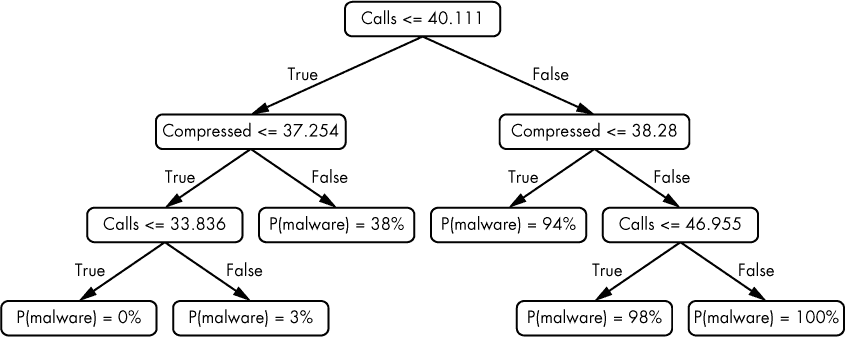 Calls <= 40.111
True
False
Compressed <= 37.254
Compressed <= 38.28
True
False
True
False
Calls <= 33.836
P(malware) = 38%
P(malware) = 94%
Calls <= 46.955
True
False
True
False
P(malware) = 0%
P(malware) = 3%
P(malware) = 98%
P(malware) = 100%